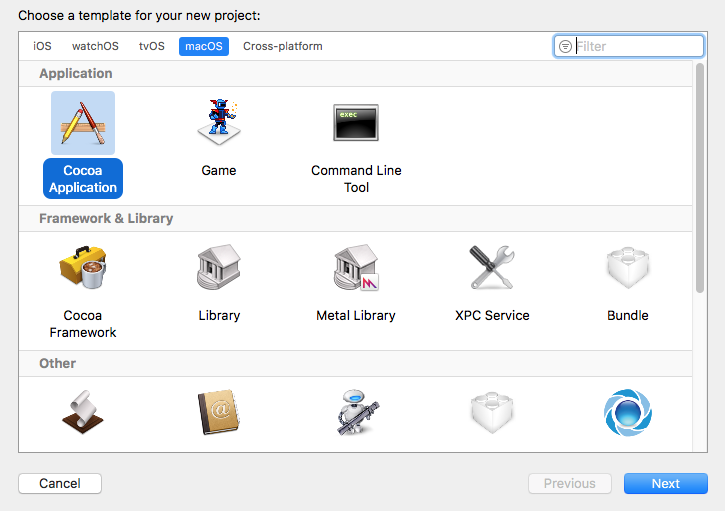 Choose a template for your new project:
iOS watchOS tvOS macOS Cross-platform Filter
Application
exec
Cocoa Application
Game
Command Line Tool
Framework & Library
Cocoa Framework
Library
Metal Library
XPC Service
Bundle
Other
@
Cancel
Previous
Next